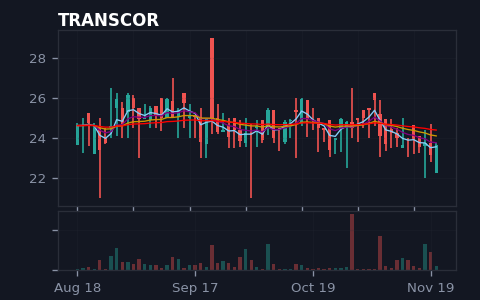 TRANSCOR
28
26
24
22
Aug 18
Sep 17
Oct 19
Nov 19